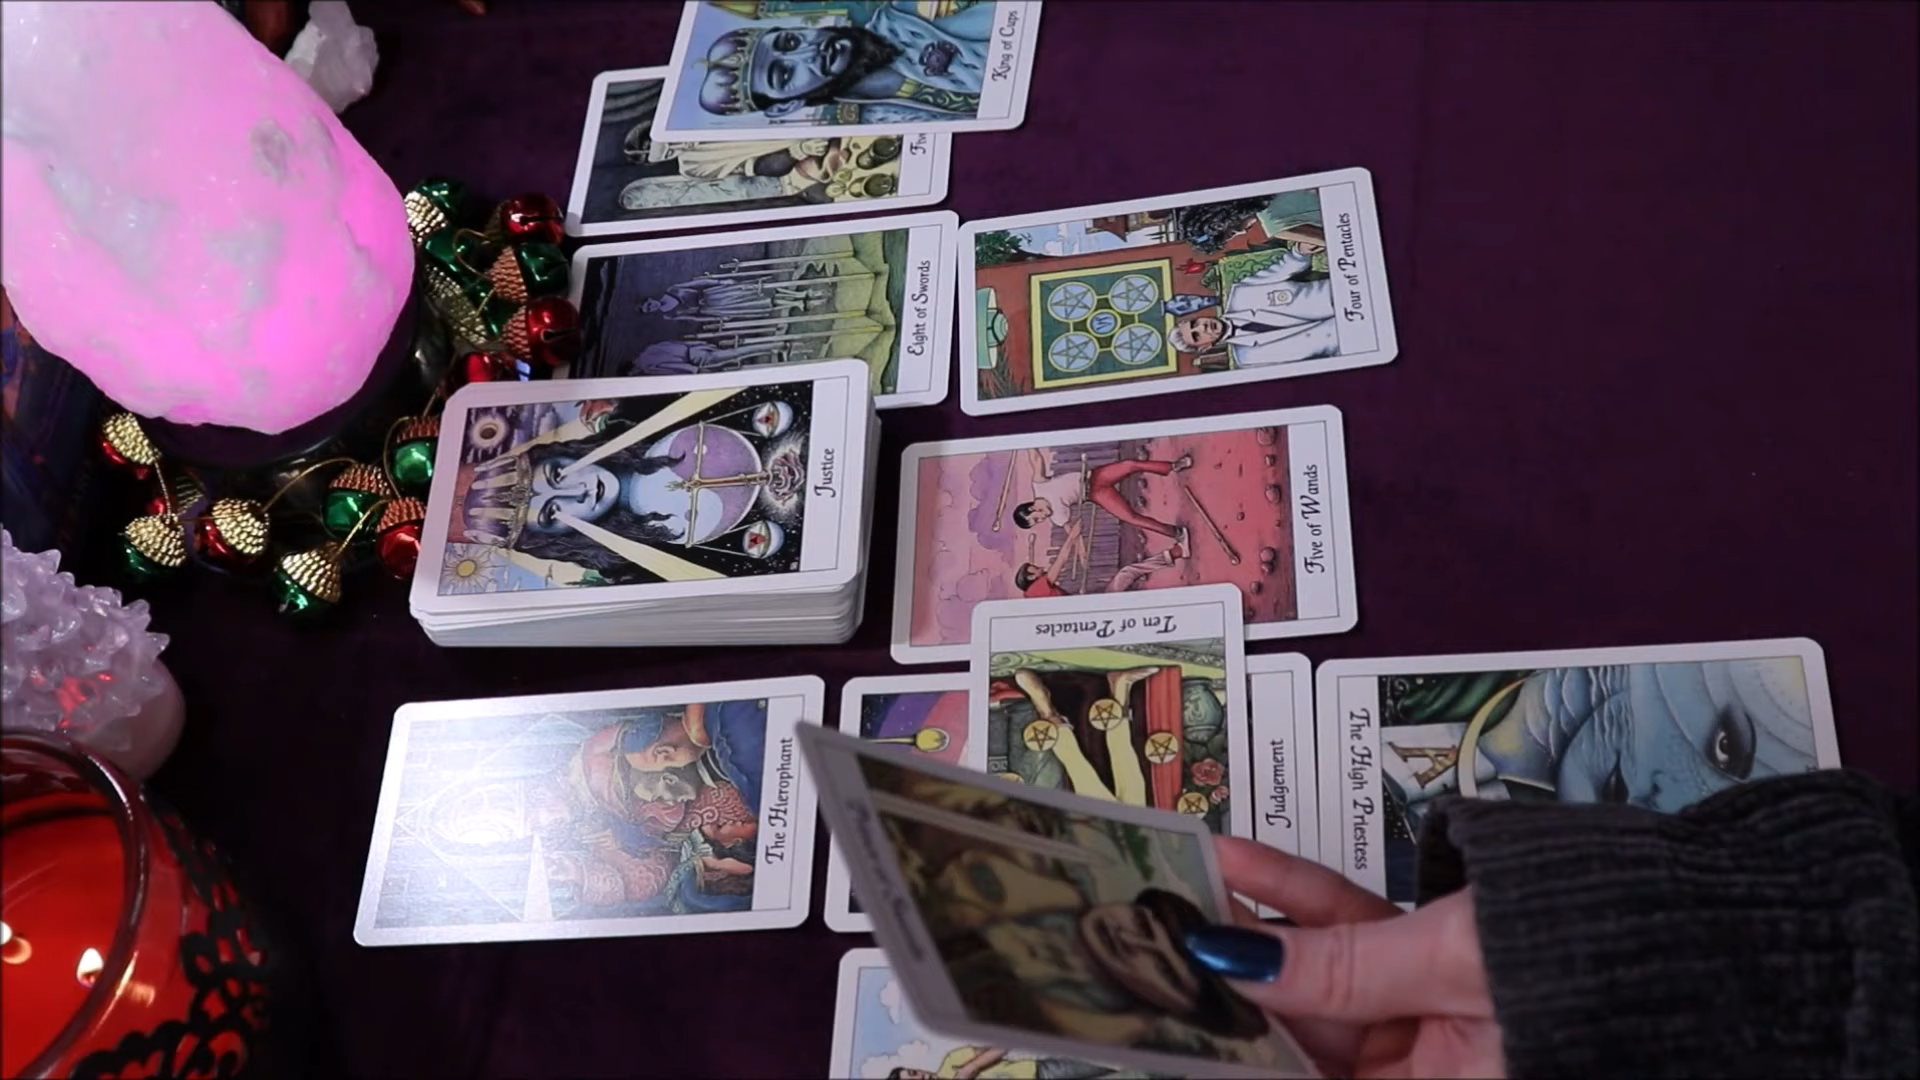 King of Cups
Five
Eight of Swords
Four of Pentacles
Justice
Five of Wands
Ten of Pentacles
The Hierophant
Judgement
The High Priestess